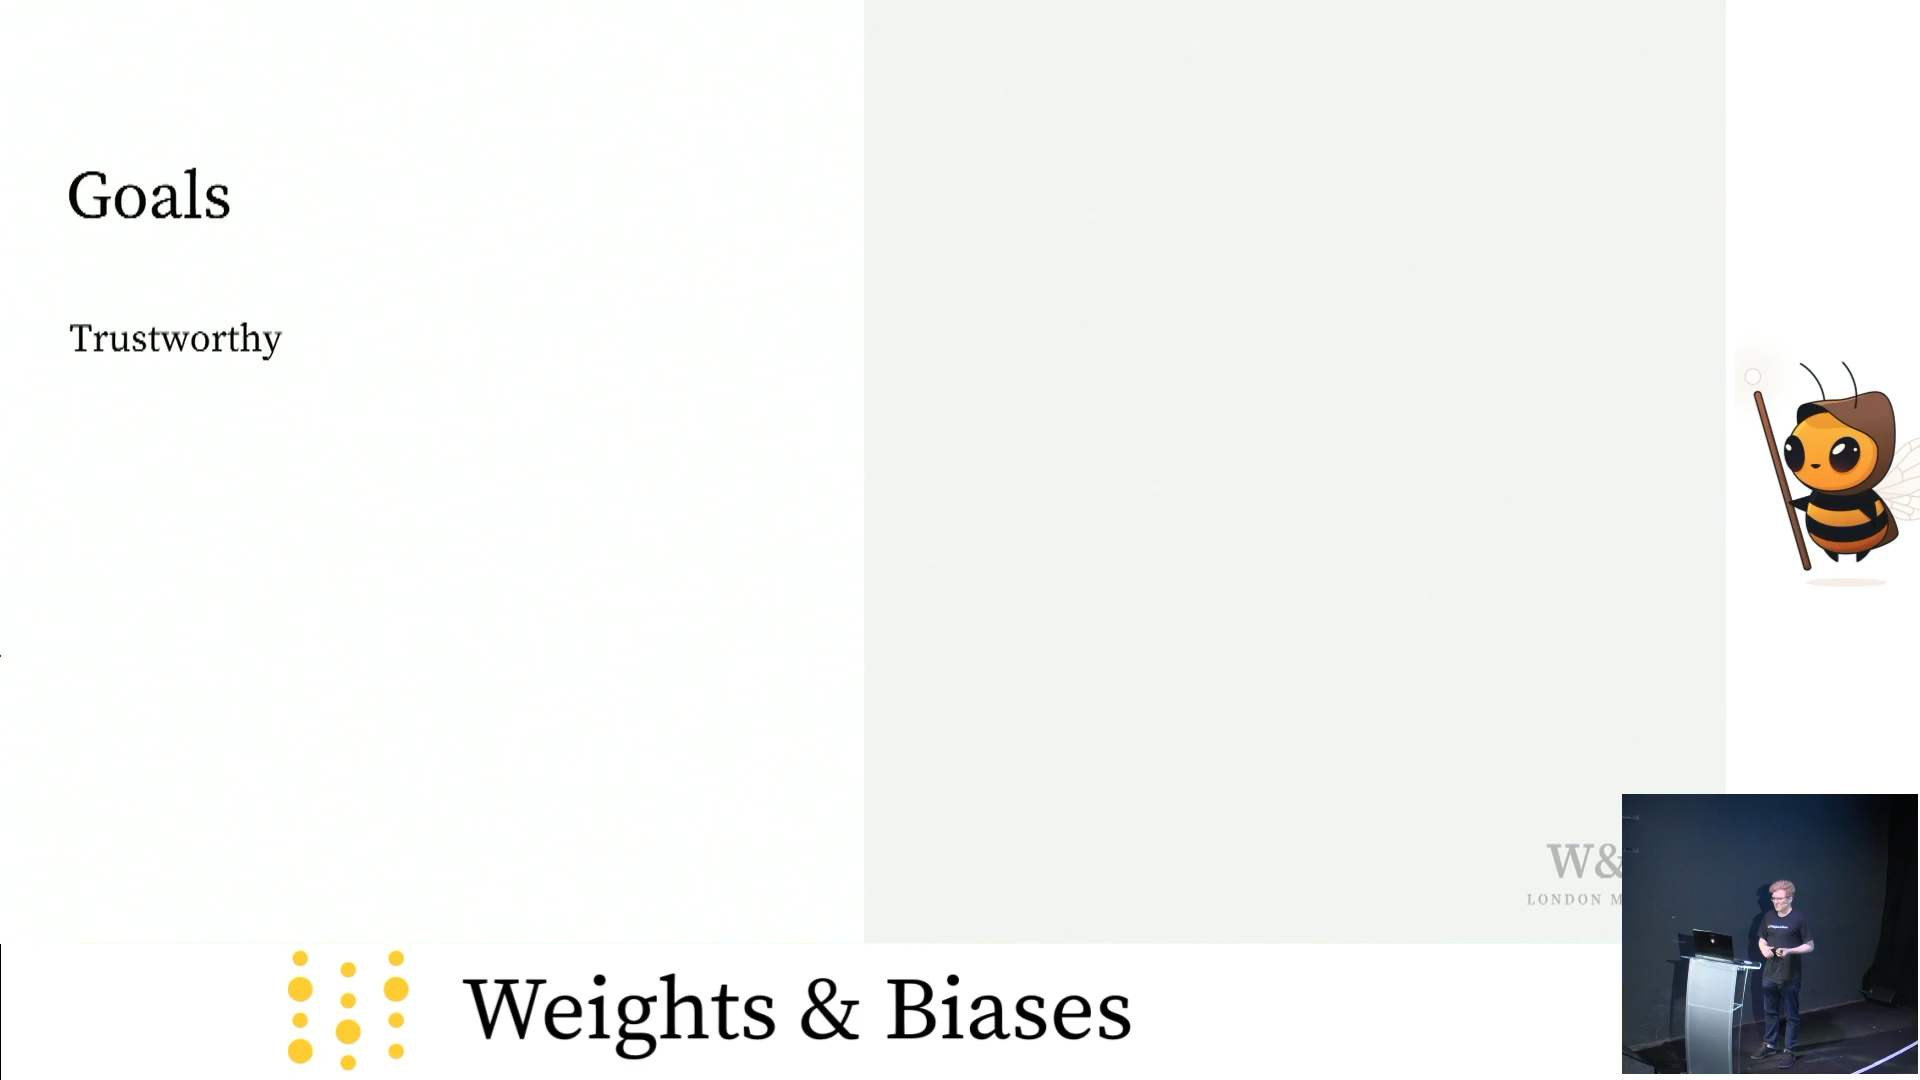 Goals
Trustworthy
W&
LONDON M
Weights & Biases